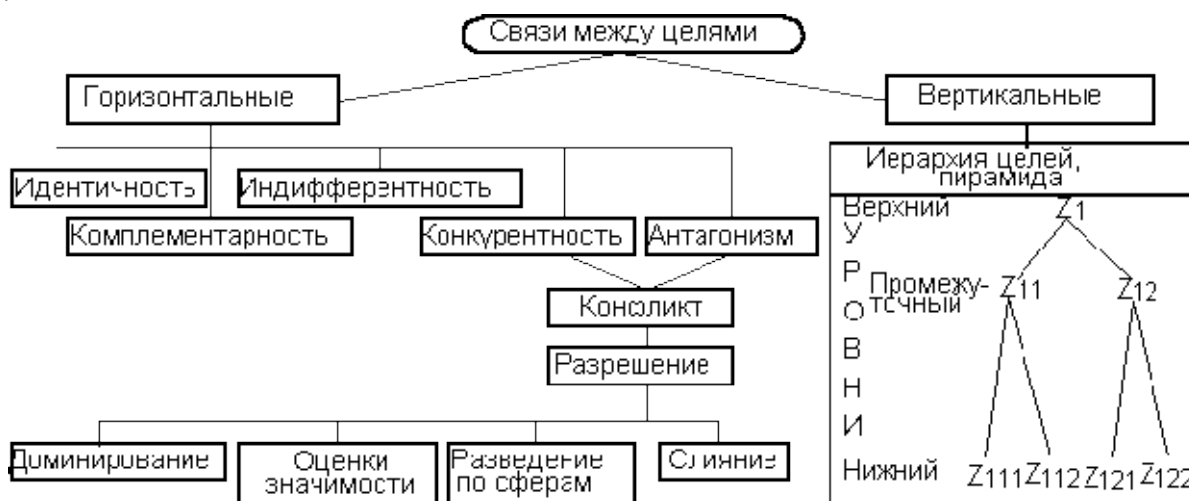 Связи между целями
Горизонтальные
Вертикальные
Идентичность
Индифферентность
Комплементарность
Конкурентность
Антагонизм
Конфликт
Разрешение
Доминирование
Оценки
значимости
Разведение
по сферам
Слияние
Иерархия целей,
пирамида
Верхний
Z1
УРОВНИ
Промежу-
точный
Z11
Z12
Нижний
Z111 Z112 Z121 Z122